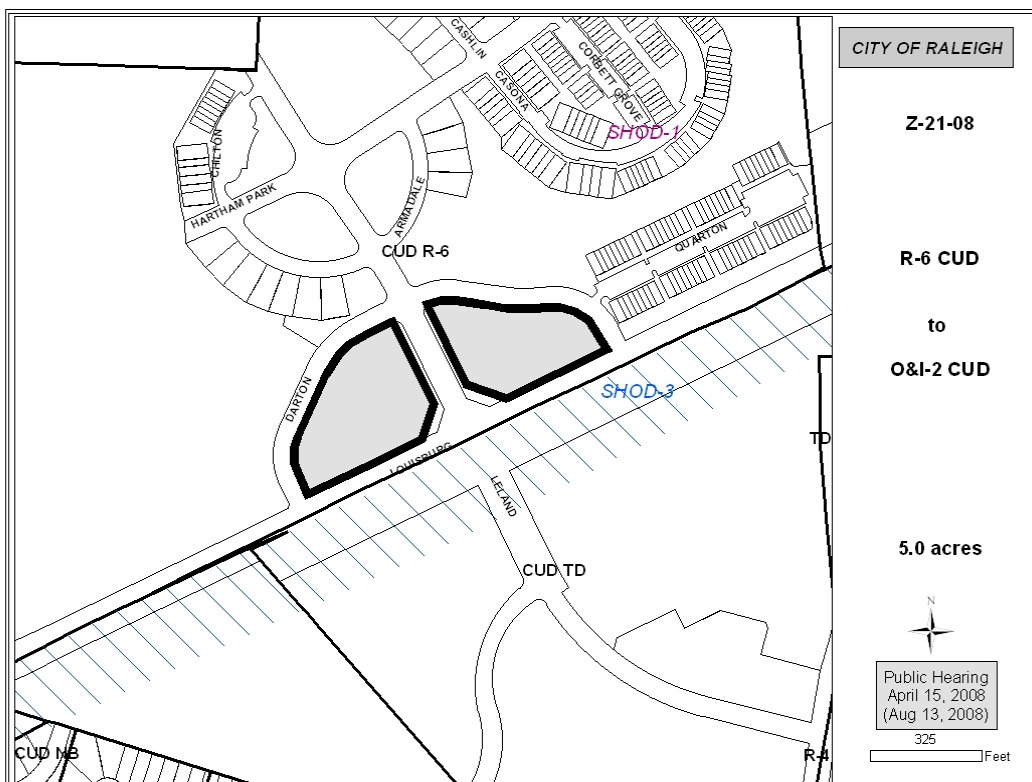 CASHLIN
CASONA
CORBETT GROVE
SHOD-1
CHILTON
HARTHAM PARK
ARMADALE
CUD R-6
QUARTON
DARTON
SHOD-3
TD
LOUISBURG
LELAND
CUD TD
CUD NB
R-4
CITY OF RALEIGH
Z-21-08
R-6 CUD
to
O&I-2 CUD
5.0 acres
N
Public Hearing
April 15, 2008
(Aug 13, 2008)
325
Feet